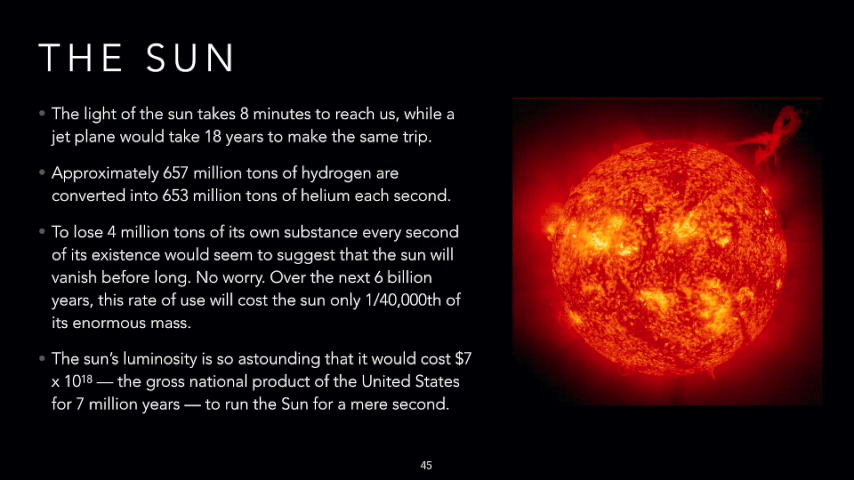 THE SUN
• The light of the sun takes 8 minutes to reach us, while a
jet plane would take 18 years to make the same trip.
• Approximately 657 million tons of hydrogen are
converted into 653 million tons of helium each second.
• To lose 4 million tons of its own substance every second
of its existence would seem to suggest that the sun will
vanish before long. No worry. Over the next 6 billion
years, this rate of use will cost the sun only 1/40,000th of
its enormous mass.
• The sun’s luminosity is so astounding that it would cost $7
x 10¹⁸ — the gross national product of the United States
for 7 million years — to run the Sun for a mere second.
45